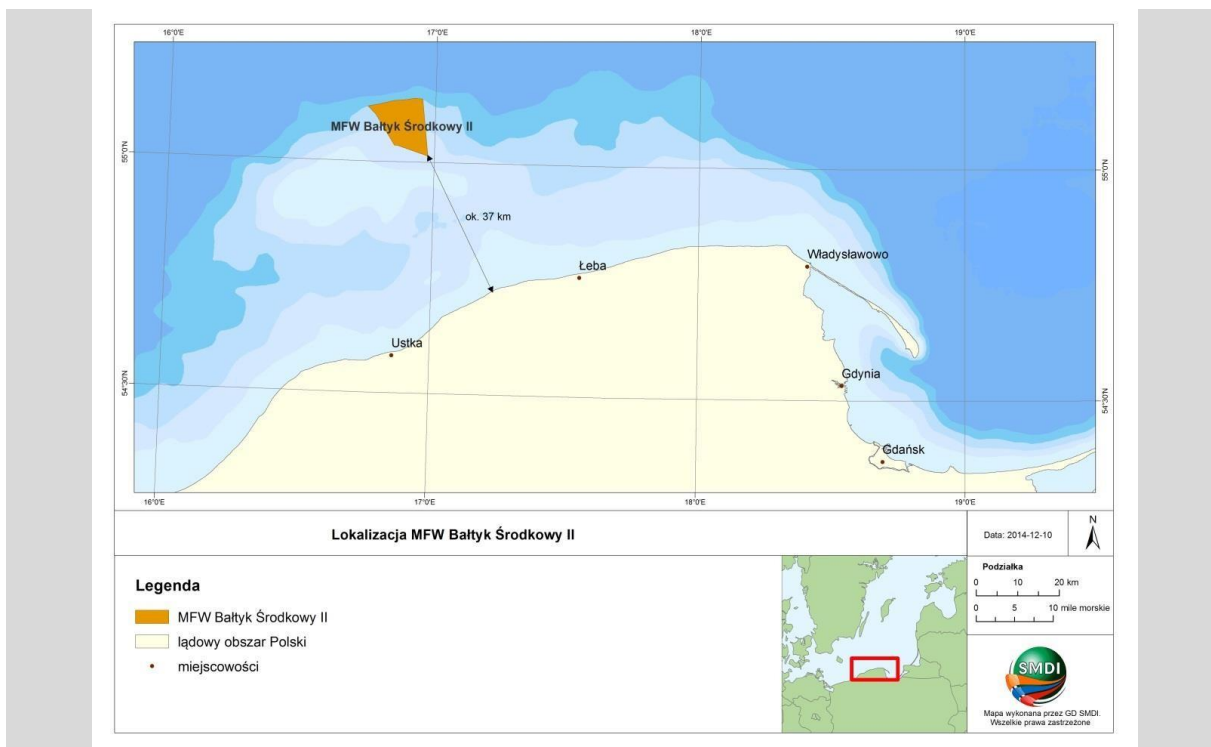 16°0'E 17°0'E 18°0'E 19°0'E
MFW Bałtyk Środkowy II
55°0'N 55°0'N
ok. 37 km
Władysławowo
Łeba
Ustka
Gdynia
54°30'N 54°30'N
Gdańsk
16°0'E 17°0'E 18°0'E 19°0'E
Lokalizacja MFW Bałtyk Środkowy II
Data: 2014-12-10
N
Legenda
MFW Bałtyk Środkowy II
lądowy obszar Polski
miejscowości
Podziałka
0 10 20 km
0 5 10 mile morskie
SMDI
Mapa wykonana przez GD SMDI.
Wszelkie prawa zastrzeżone